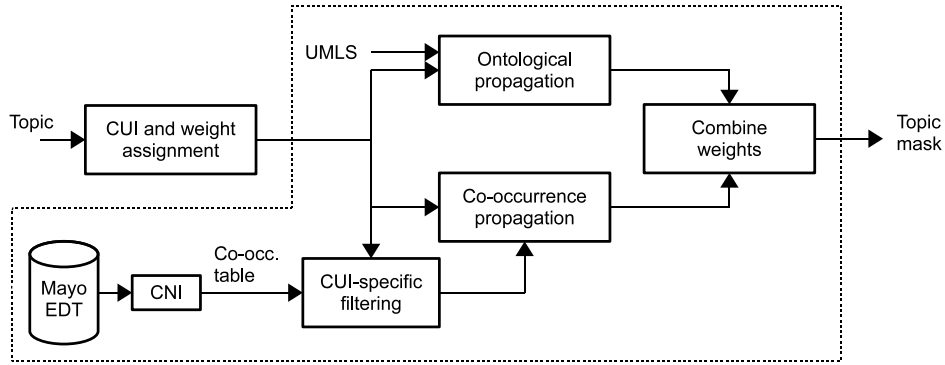 UMLS
Ontological
propagation
Topic
CUI and weight
assignment
Combine
weights
Topic
mask
Co-occurrence
propagation
Co-occ.
table
Mayo
EDT
CNI
CUI-specific
filtering